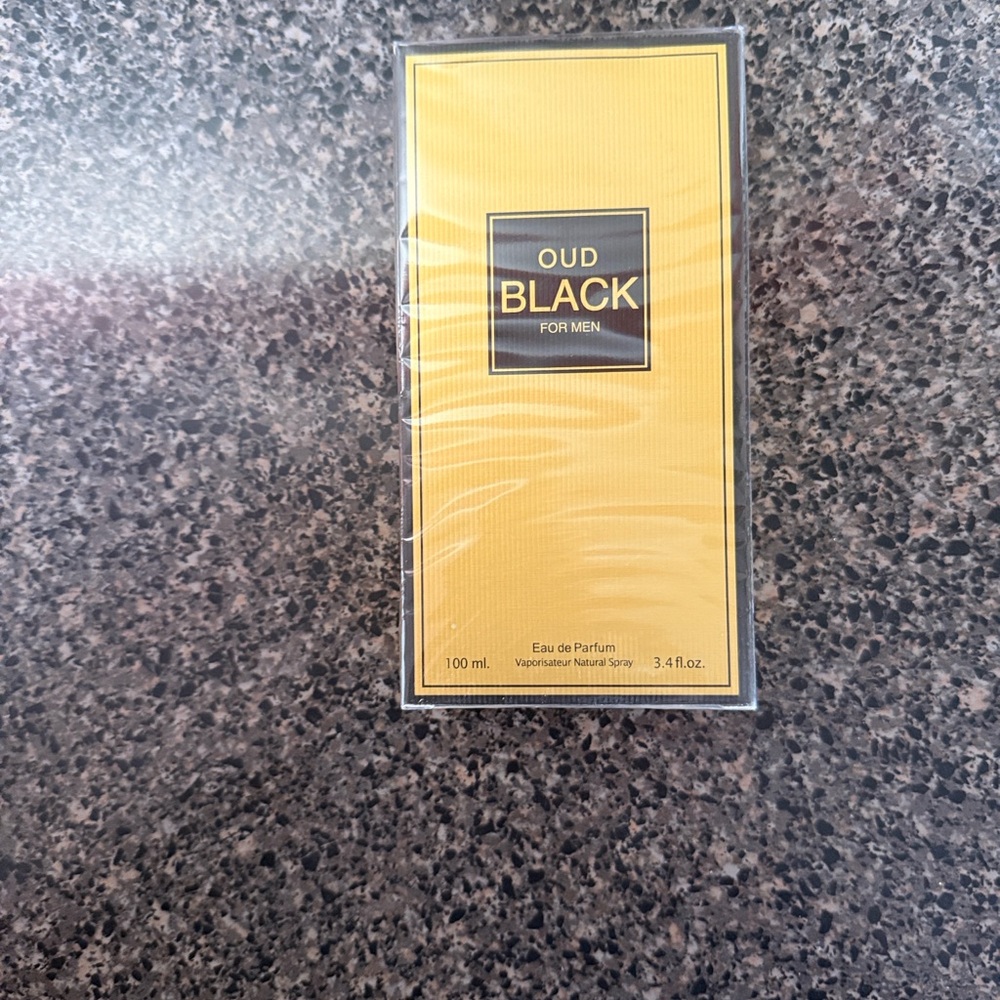 OUD
BLACK
FOR MEN
Eau de Parfum
100 ml. Vaporisateur Natural Spray 3.4 fl.oz.